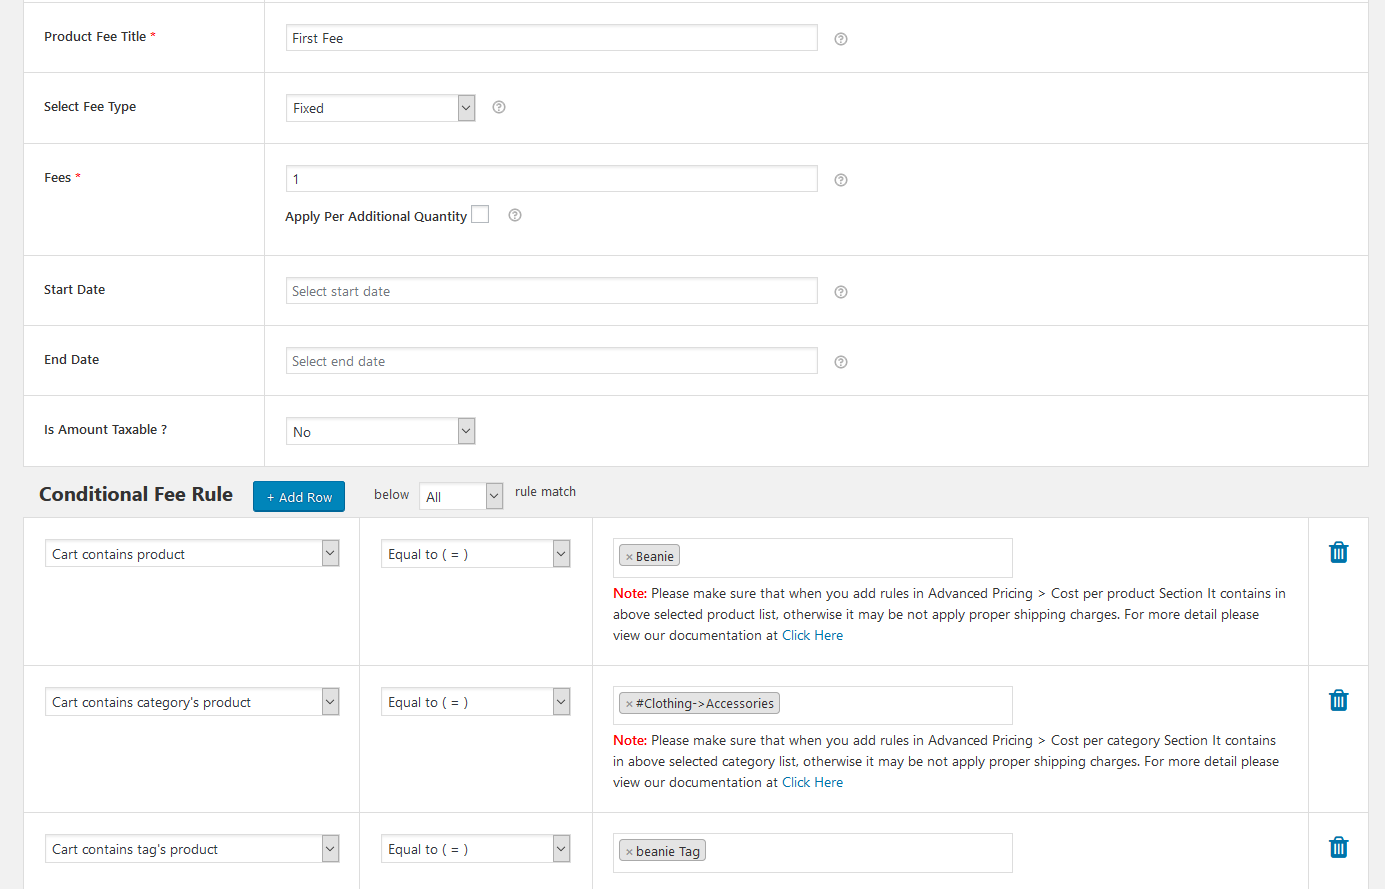 Product Fee Title *
First Fee
Select Fee Type
Fixed
Fees *
1
Apply Per Additional Quantity
Start Date
Select start date
End Date
Select end date
Is Amount Taxable ?
No
Conditional Fee Rule
+ Add Row
below
All
rule match
Cart contains product
Equal to ( = )
× Beanie
Note: Please make sure that when you add rules in Advanced Pricing > Cost per product Section It contains in
above selected product list, otherwise it may be not apply proper shipping charges. For more detail please
view our documentation at Click Here
Cart contains category's product
Equal to ( = )
× #Clothing->Accessories
Note: Please make sure that when you add rules in Advanced Pricing > Cost per category Section It contains
in above selected category list, otherwise it may be not apply proper shipping charges. For more detail please
view our documentation at Click Here
Cart contains tag's product
Equal to ( = )
× beanie Tag